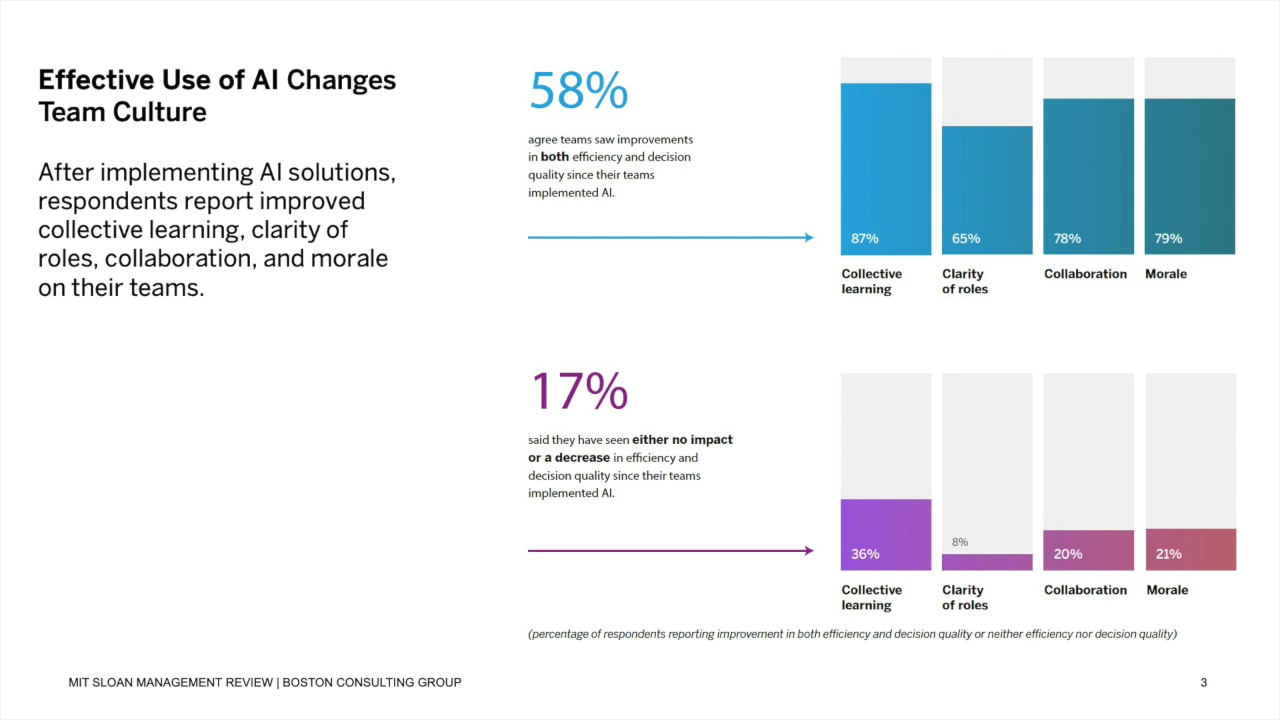 Effective Use of AI Changes
Team Culture
After implementing AI solutions,
respondents report improved
collective learning, clarity of
roles, collaboration, and morale
on their teams.
58%
agree teams saw improvements
in both efficiency and decision
quality since their teams
implemented AI.
87%
65%
78%
79%
Collective
learning
Clarity
of roles
Collaboration
Morale
17%
said they have seen either no impact
or a decrease in efficiency and
decision quality since their teams
implemented AI.
36%
8%
20%
21%
Collective
learning
Clarity
of roles
Collaboration
Morale
(percentage of respondents reporting improvement in both efficiency and decision quality or neither efficiency nor decision quality)
MIT SLOAN MANAGEMENT REVIEW | BOSTON CONSULTING GROUP
3